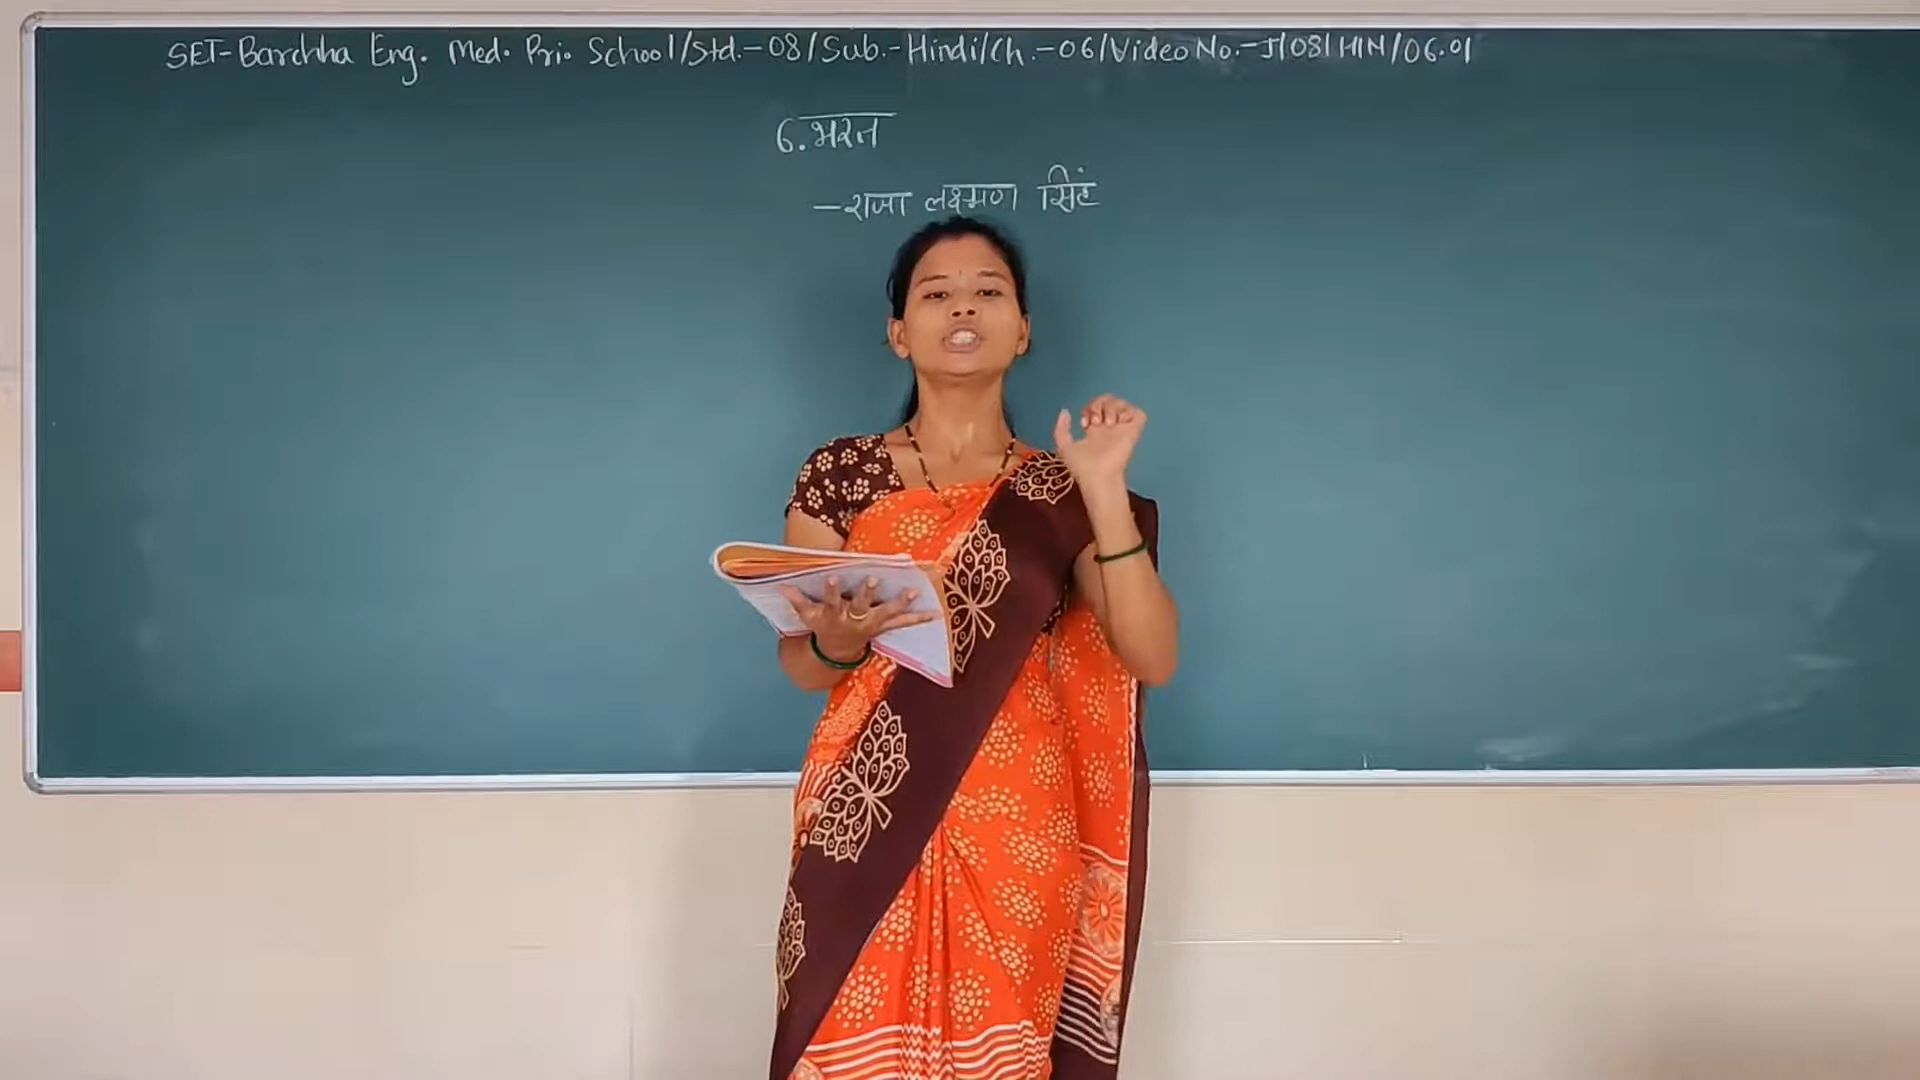 SET-Barchha Eng. Med. Pri. School/Std.-08/Sub.-Hindi/Ch.-06/Video No.-J/08/HIN/06.01
6. भरत
-राजा लक्ष्मण सिंह